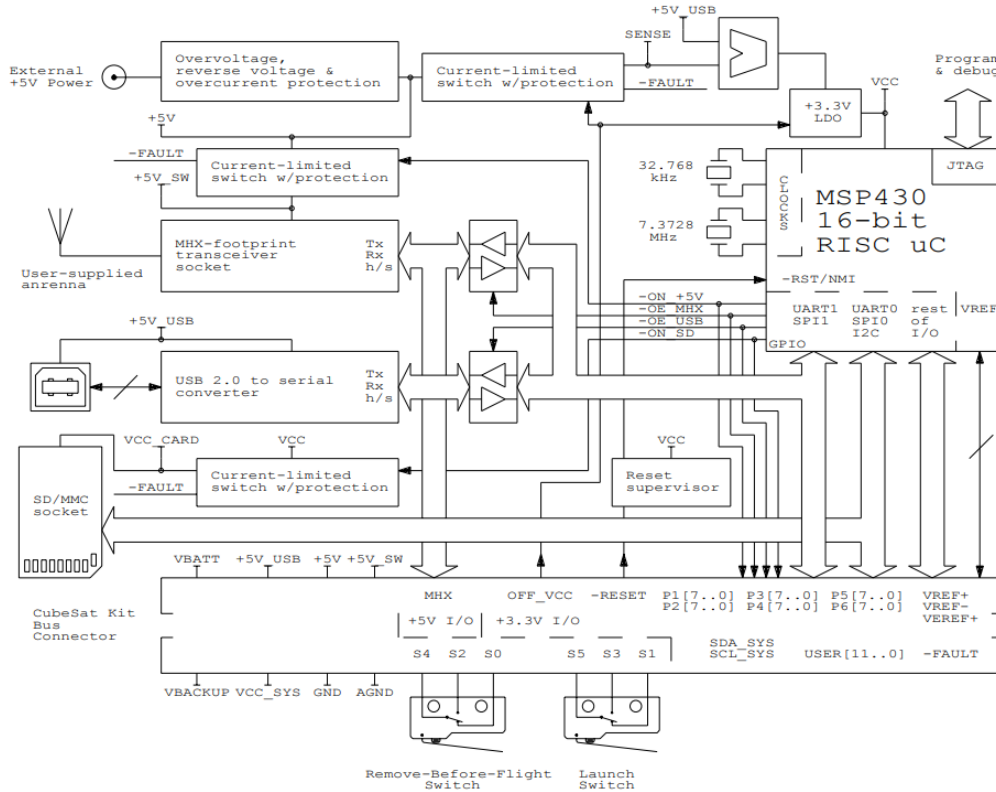 +5V_USB
SENSE
External
+5V Power
Overvoltage,
reverse voltage &
overcurrent protection
Current-limited
switch w/protection
-FAULT
+3.3V
LDO
VCC
Program
& debug
+5V
-FAULT
+5V_SW
Current-limited
switch w/protection
32.768
kHz
7.3728
MHz
CLOCKS
JTAG
MSP430
16-bit
RISC uC
MHX-footprint
transceiver
socket
Tx
Rx
h/s
User-supplied
anrenna
-RST/NMI
-ON_+5V
-OE_MHX
-OE_USB
-ON_SD
GPIO
UART1
SPI1
UART0
SPI0
I2C
rest
of
I/O
VREF
+5V_USB
USB 2.0 to serial
converter
Tx
Rx
h/s
VCC_CARD
VCC
Current-limited
switch w/protection
-FAULT
VCC
Reset
supervisor
SD/MMC
socket
VBATT
+5V_USB
+5V
+5V_SW
CubeSat Kit
Bus
Connector
MHX
OFF_VCC
-RESET
P1[7..0] P3[7..0] P5[7..0]
P2[7..0] P4[7..0] P6[7..0]
VREF+
VREF-
VEREF+
+5V I/O
+3.3V I/O
S4 S2 S0
S5 S3 S1
SDA_SYS
SCL_SYS
USER[11..0]
-FAULT
VBACKUP
VCC_SYS
GND
AGND
Remove-Before-Flight
Switch
Launch
Switch